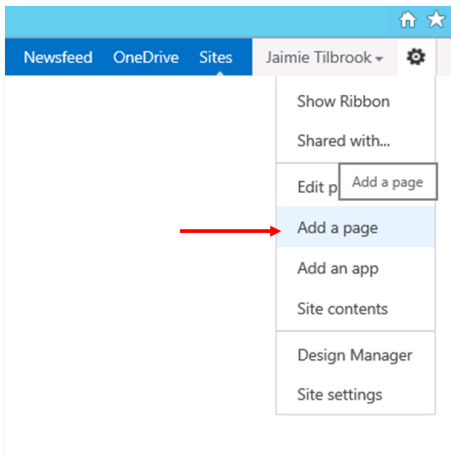 Newsfeed OneDrive Sites Jaimie Tilbrook
Show Ribbon
Shared with...
Edit p
Add a page
Add a page
Add an app
Site contents
Design Manager
Site settings